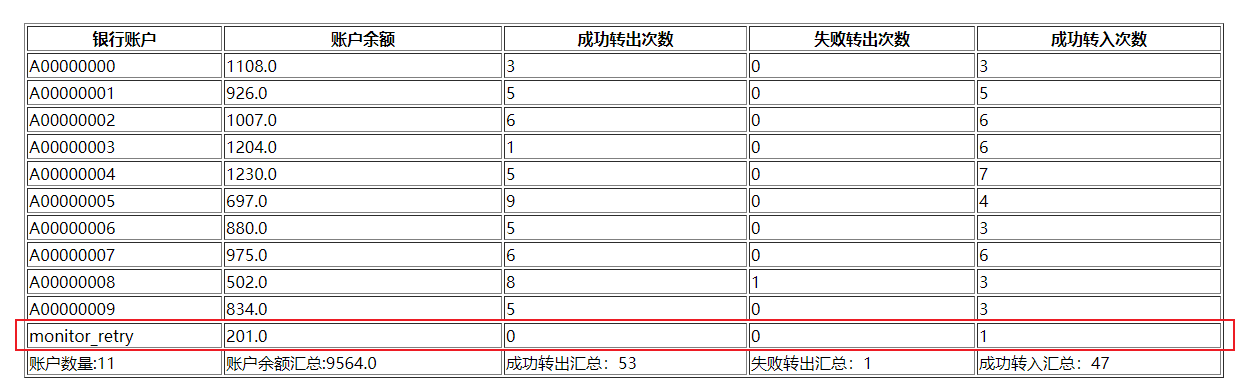 银行账户 账户余额 成功转出次数 失败转出次数 成功转入次数
A00000000 1108.0 3 0 3
A00000001 926.0 5 0 5
A00000002 1007.0 6 0 6
A00000003 1204.0 1 0 6
A00000004 1230.0 5 0 7
A00000005 697.0 9 0 4
A00000006 880.0 5 0 3
A00000007 975.0 6 0 6
A00000008 502.0 8 1 3
A00000009 834.0 5 0 3
monitor_retry 201.0 0 0 1
账户数量:11 账户余额汇总:9564.0 成功转出汇总：53 失败转出汇总：1 成功转入汇总：47